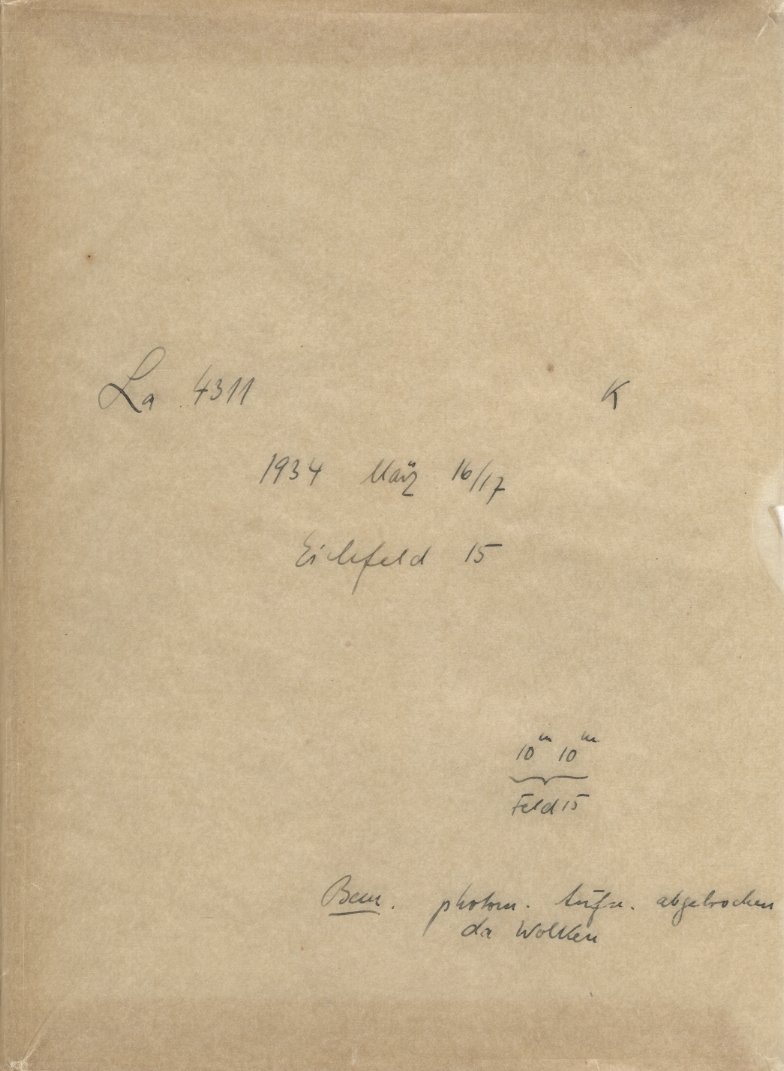 La 4311 K
1934 März 16/17
Eichfeld 15
10ᵐ 10ᵐ
Feld 15
Bem. photom. Aufn. abgebrochen
da Wolken